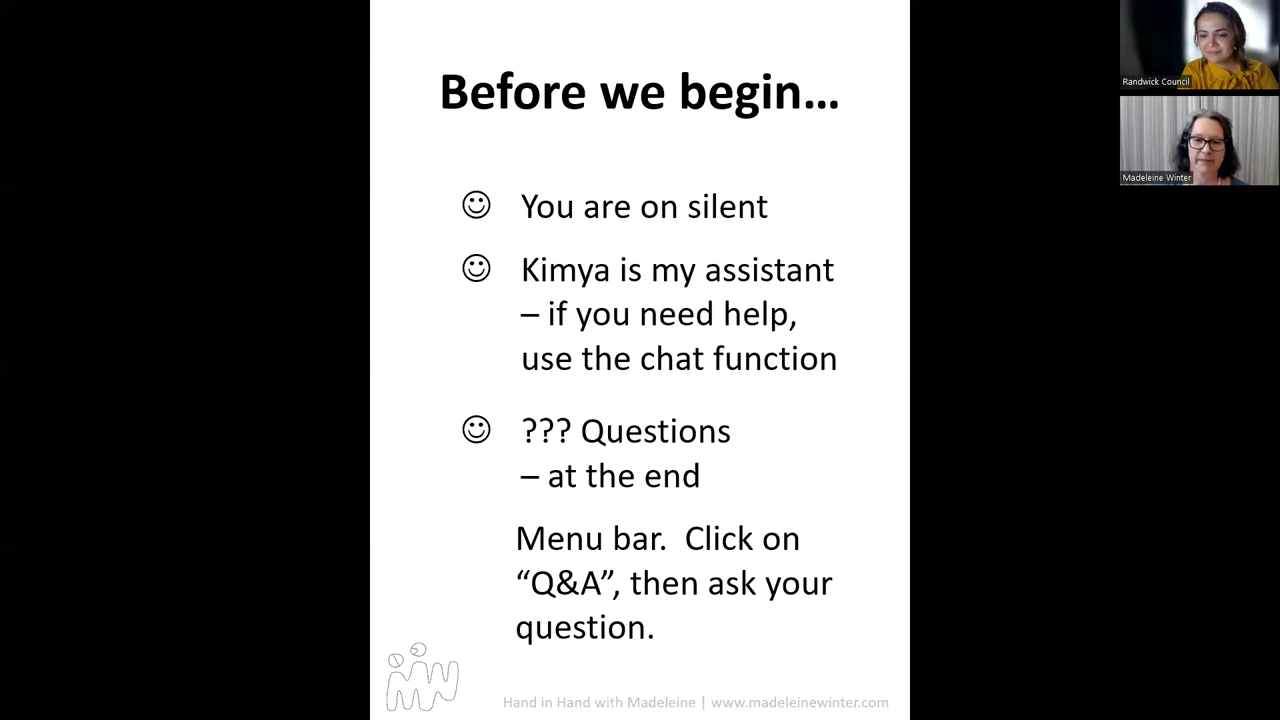 Before we begin...
You are on silent
Kimya is my assistant
– if you need help,
use the chat function
??? Questions
– at the end
Menu bar.  Click on
“Q&A”, then ask your
question.
Hand in Hand with Madeleine | www.madeleinewinter.com
Randwick Council
Madeleine Winter